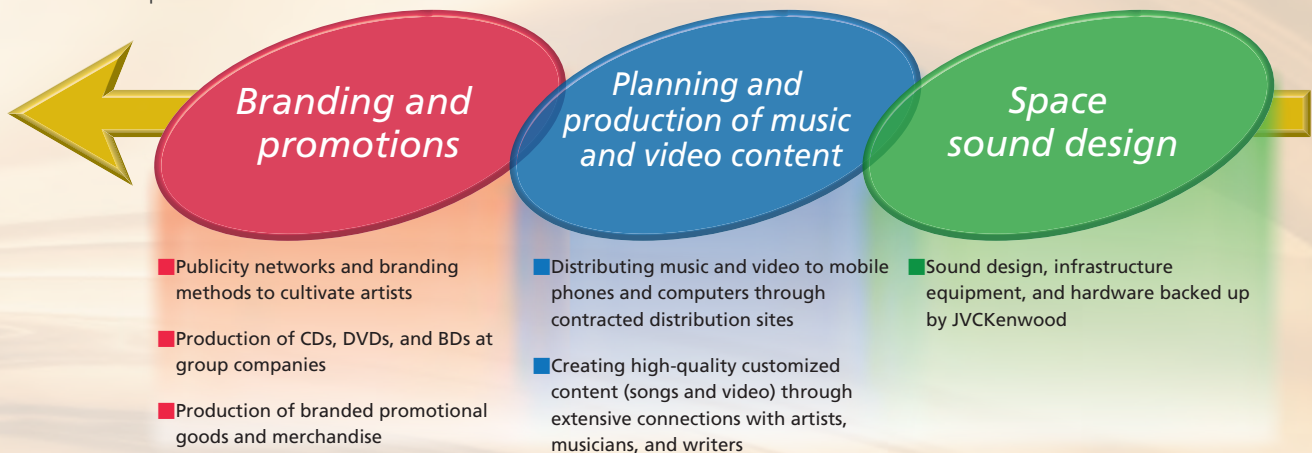 Branding and
promotions
Planning and
production of music
and video content
Space
sound design
■Publicity networks and branding
methods to cultivate artists
■Production of CDs, DVDs, and BDs at
group companies
■Production of branded promotional
goods and merchandise
■Distributing music and video to mobile
phones and computers through
contracted distribution sites
■Creating high-quality customized
content (songs and video) through
extensive connections with artists,
musicians, and writers
■Sound design, infrastructure
equipment, and hardware backed up
by JVCKenwood